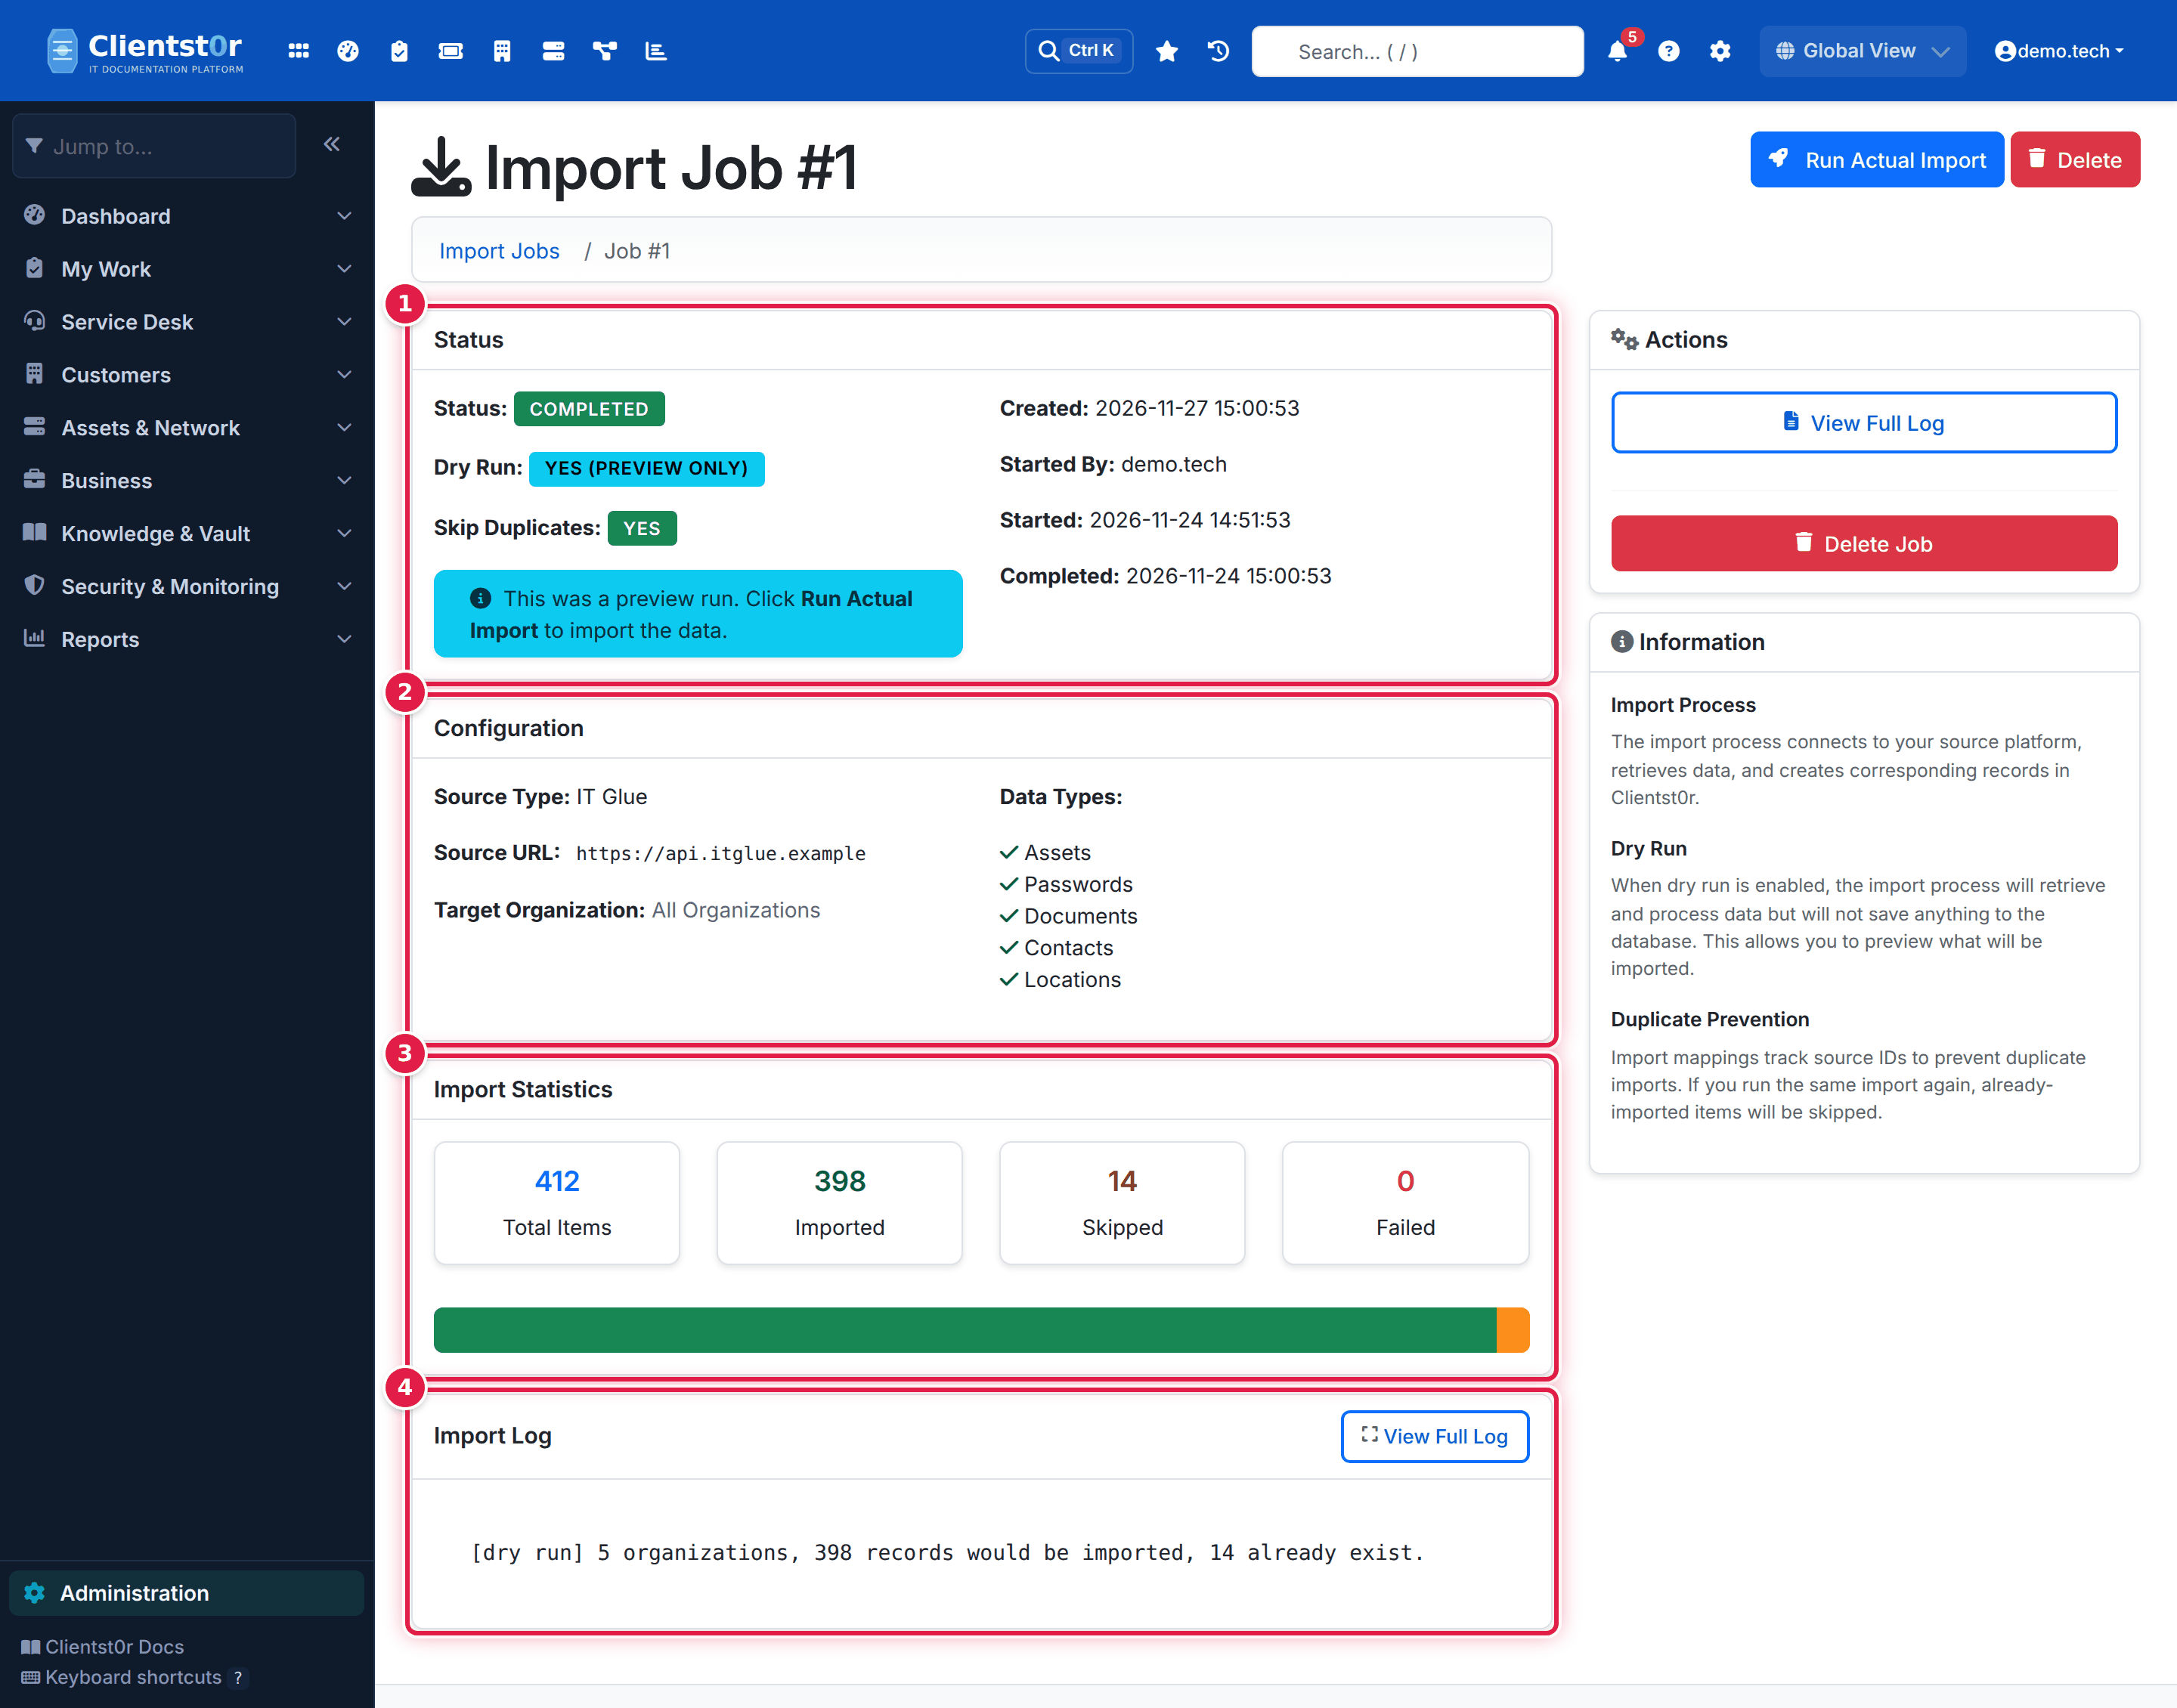 Clientst0r
IT DOCUMENTATION PLATFORM
Ctrl K
Search... ( / )
5
Global View
demo.tech
Jump to...
Dashboard
My Work
Service Desk
Customers
Assets & Network
Business
Knowledge & Vault
Security & Monitoring
Reports
Administration
Clientst0r Docs
Keyboard shortcuts ?
Import Job #1
Run Actual Import
Delete
Import Jobs / Job #1
1
Status
Status: COMPLETED
Dry Run: YES (PREVIEW ONLY)
Skip Duplicates: YES
This was a preview run. Click Run Actual
Import to import the data.
Created: 2026-11-27 15:00:53
Started By: demo.tech
Started: 2026-11-24 14:51:53
Completed: 2026-11-24 15:00:53
2
Configuration
Source Type: IT Glue
Source URL: https://api.itglue.example
Target Organization: All Organizations
Data Types:
Assets
Passwords
Documents
Contacts
Locations
3
Import Statistics
412
Total Items
398
Imported
14
Skipped
0
Failed
4
Import Log
View Full Log
[dry run] 5 organizations, 398 records would be imported, 14 already exist.
Actions
View Full Log
Delete Job
Information
Import Process
The import process connects to your source platform,
retrieves data, and creates corresponding records in
Clientst0r.
Dry Run
When dry run is enabled, the import process will retrieve
and process data but will not save anything to the
database. This allows you to preview what will be
imported.
Duplicate Prevention
Import mappings track source IDs to prevent duplicate
imports. If you run the same import again, already-
imported items will be skipped.